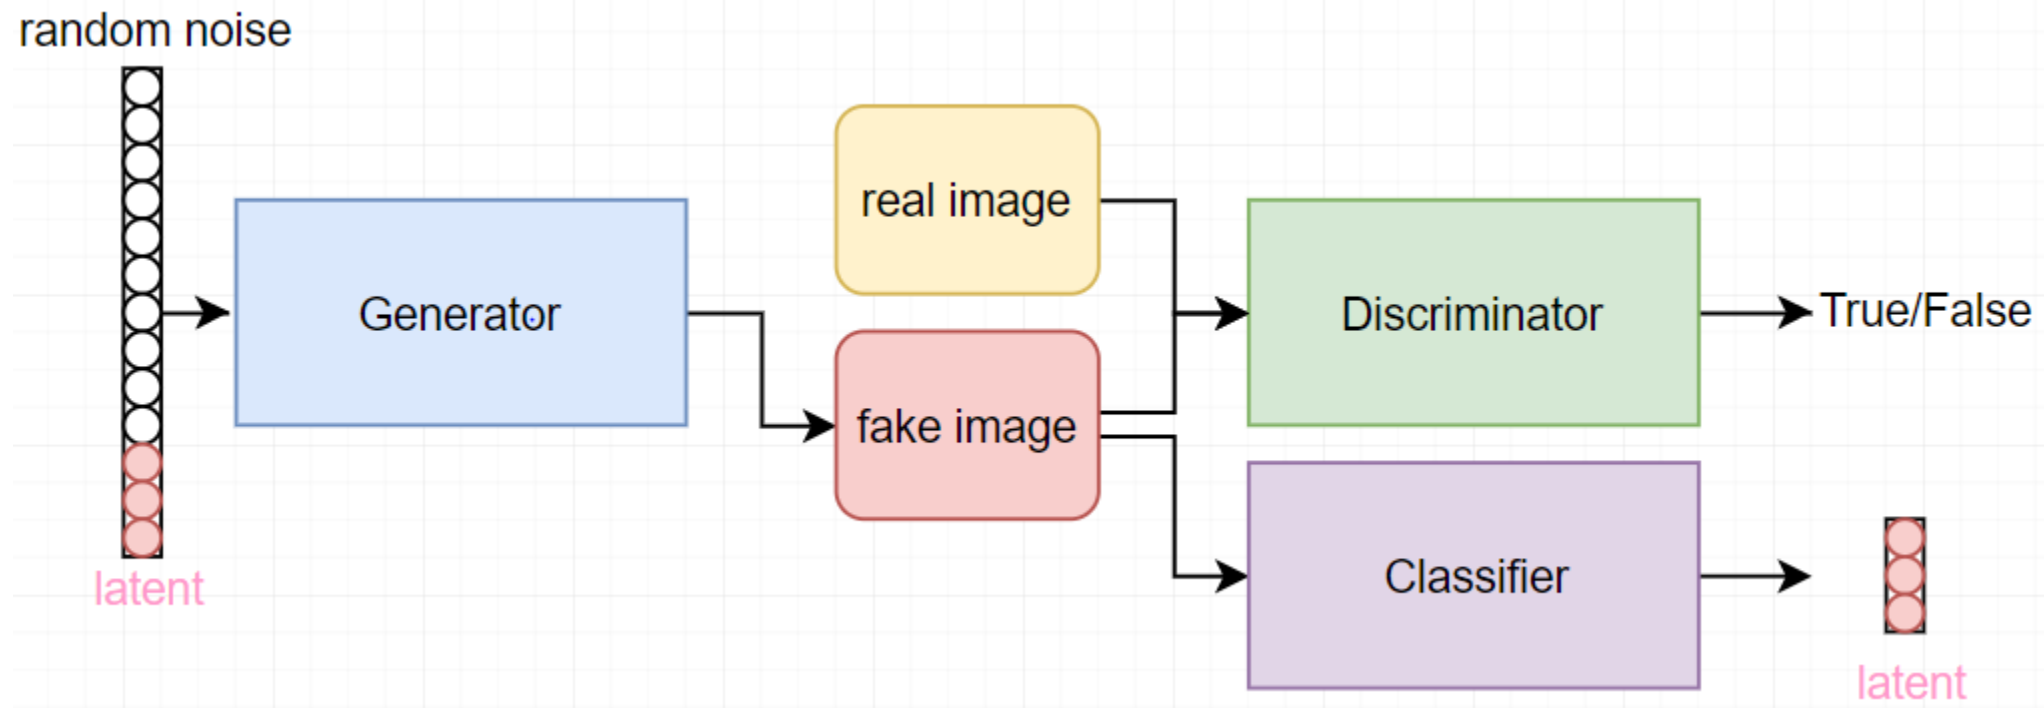 random noise
real image
Generator
Discriminator
True/False
fake image
Classifier
latent
latent